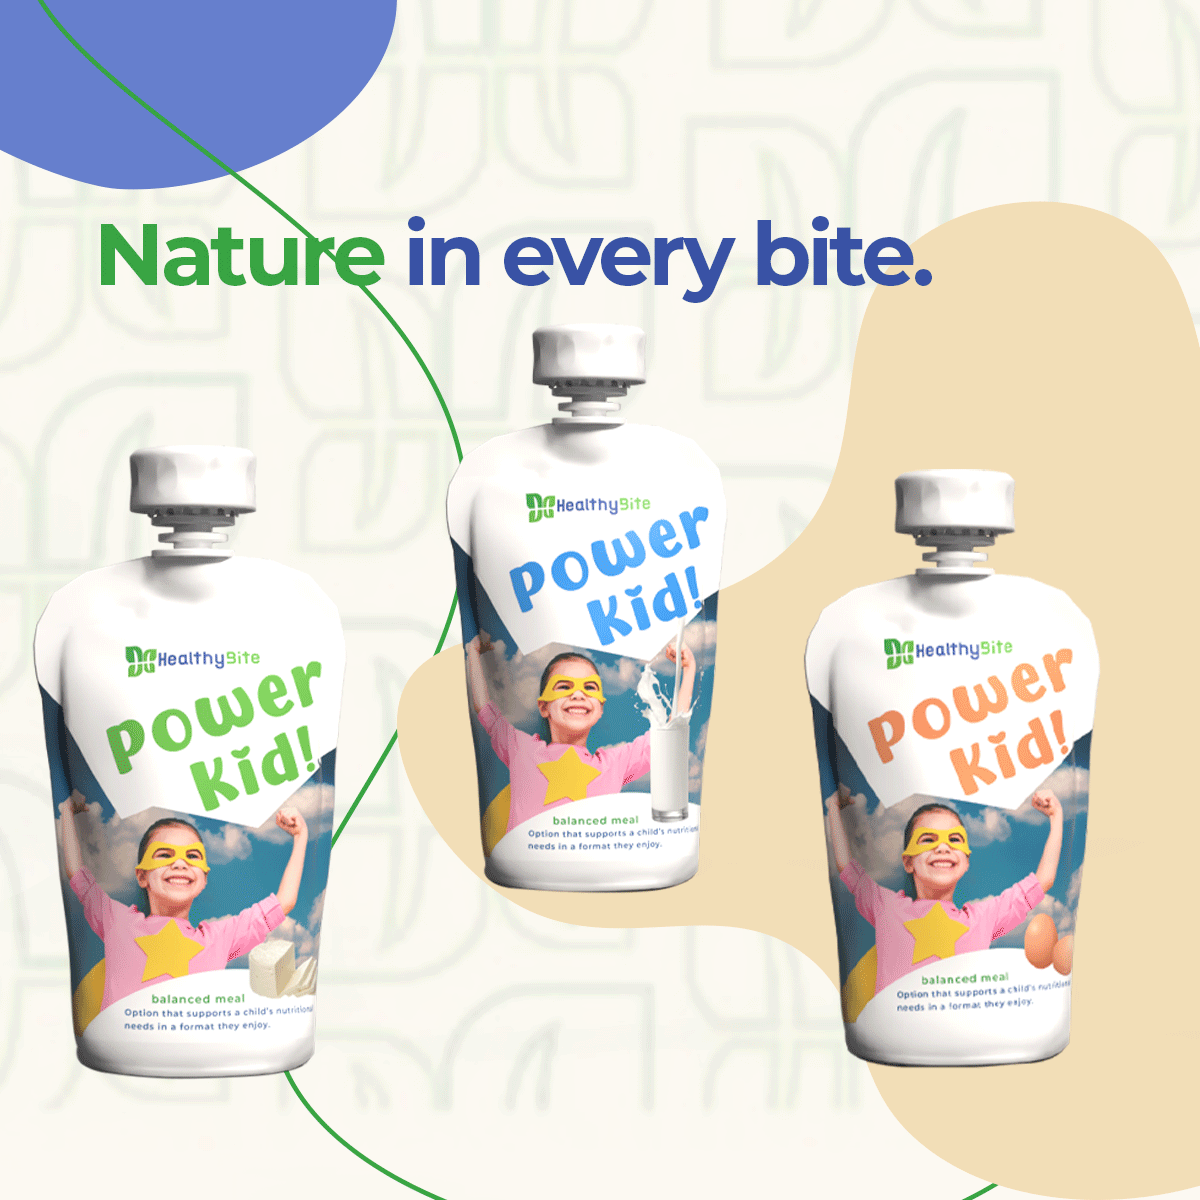 Nature in every bite.
HealthyBite
power
kid!
balanced meal
Option that supports a child's nutritional
needs in a format they enjoy.
HealthyBite
power
kid!
balanced meal
Option that supports a child's nutritional
needs in a format they enjoy.
HealthyBite
power
kid!
balanced meal
Option that supports a child's nutritional
needs in a format they enjoy.